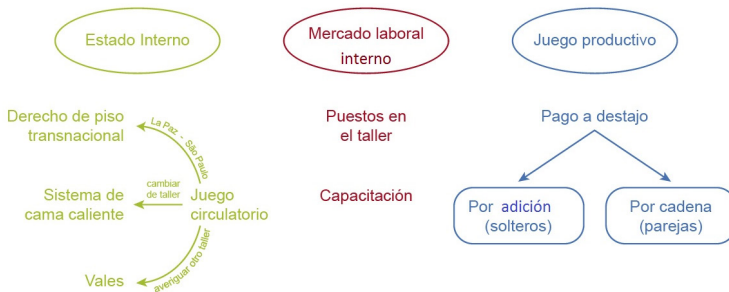 Estado Interno
Derecho de piso
transnacional
La Paz - São Paulo
Sistema de
cama caliente
cambiar
de taller
Juego
circulatorio
Vales
averiguar otro taller
Mercado laboral
interno
Puestos en
el taller
Capacitación
Juego productivo
Pago a destajo
Por adición
(solteros)
Por cadena
(parejas)